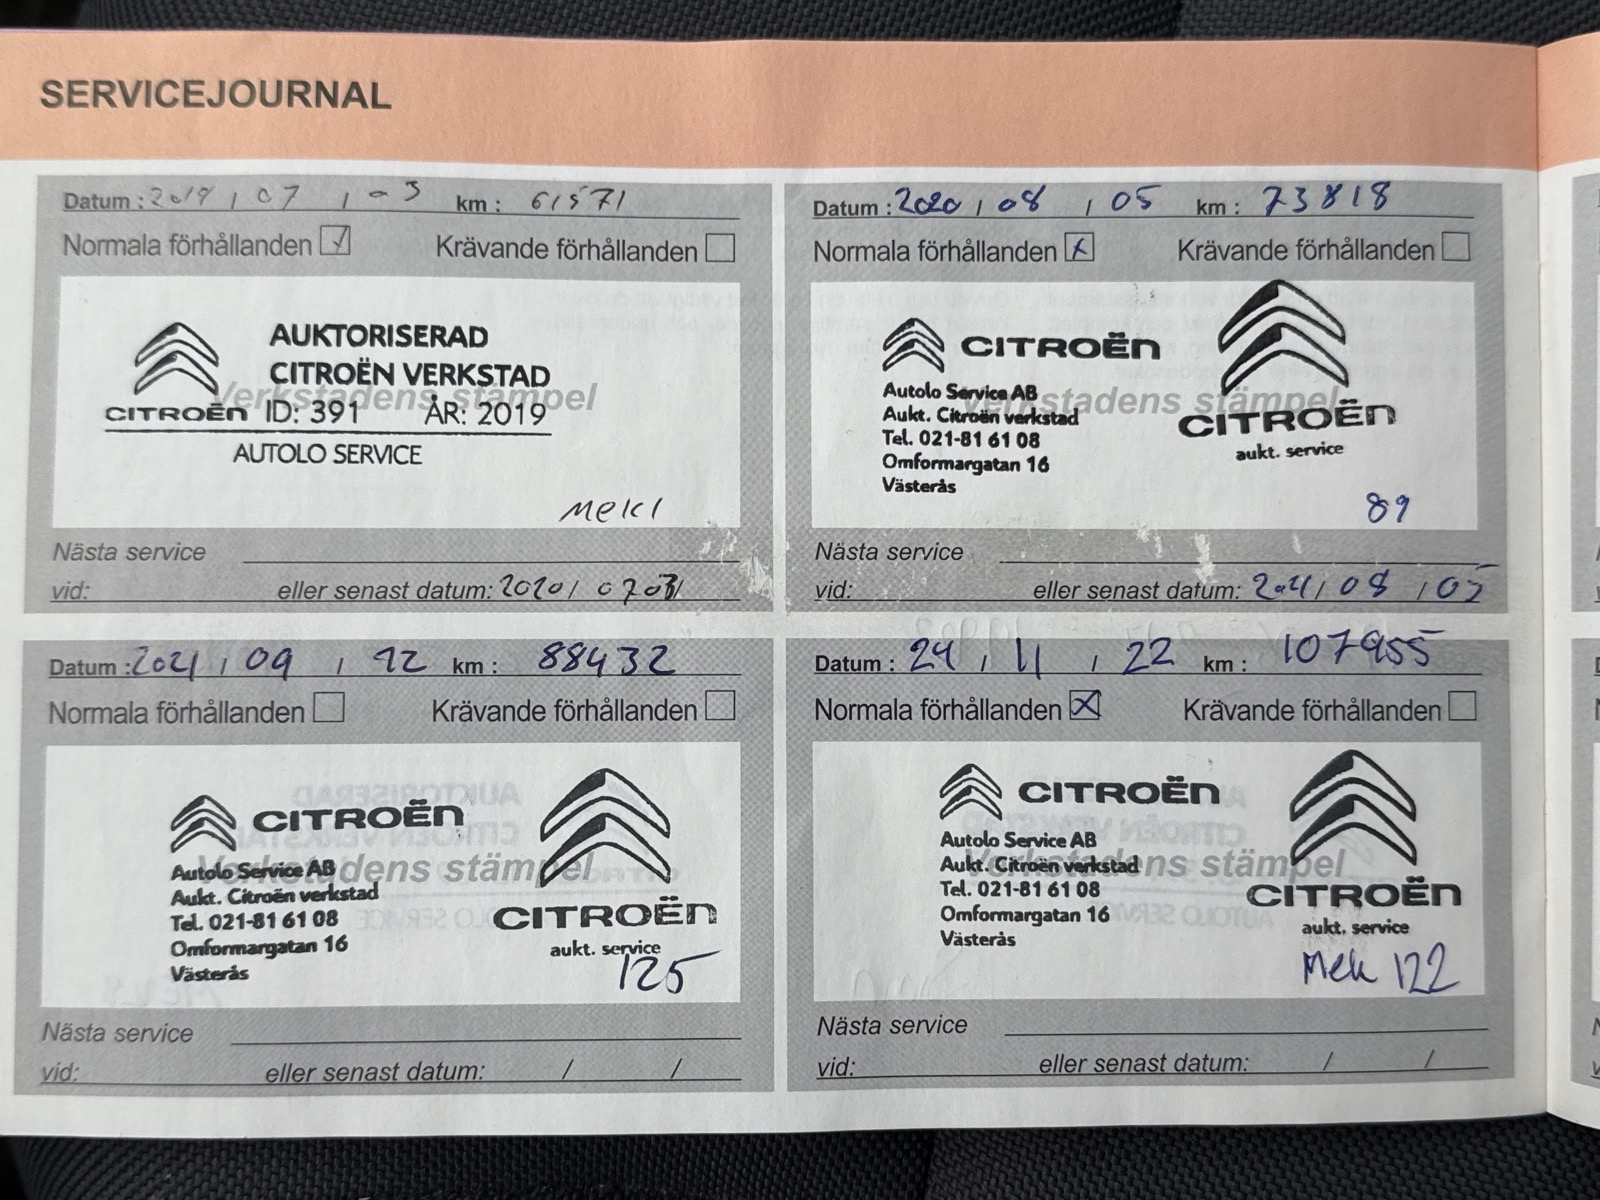 SERVICEJOURNAL
Datum : 2019 / 07 / 03 km : 61571
Normala förhållanden Krävande förhållanden
Verkstadens stämpel
AUKTORISERAD
CITROËN VERKSTAD
CITROËN ID: 391 ÅR: 2019
AUTOLO SERVICE
Nästa service
vid: eller senast datum: 2020 / 0703 /
Datum : 2020 / 08 / 05 km : 73818
Normala förhållanden x Krävande förhållanden
Verkstadens stämpel
CITROËN
Autolo Service AB
Aukt. Citroën verkstad
Tel. 021-81 61 08
Omformargatan 16
Västerås
CITROËN
aukt. service
89
Nästa service
vid: eller senast datum: 2021 / 08 / 05
Datum : 2021 / 09 / 12 km : 88432
Normala förhållanden Krävande förhållanden
Verkstadens stämpel
CITROËN
Autolo Service AB
Aukt. Citroën verkstad
Tel. 021-81 61 08
Omformargatan 16
Västerås
CITROËN
aukt. service
125
Nästa service
vid: eller senast datum: / /
Datum : 24 / 11 / 22 km : 107955
Normala förhållanden x Krävande förhållanden
Verkstadens stämpel
CITROËN
Autolo Service AB
Aukt. Citroën verkstad
Tel. 021-81 61 08
Omformargatan 16
Västerås
CITROËN
aukt. service
Mek 122
Nästa service
vid: eller senast datum: / /